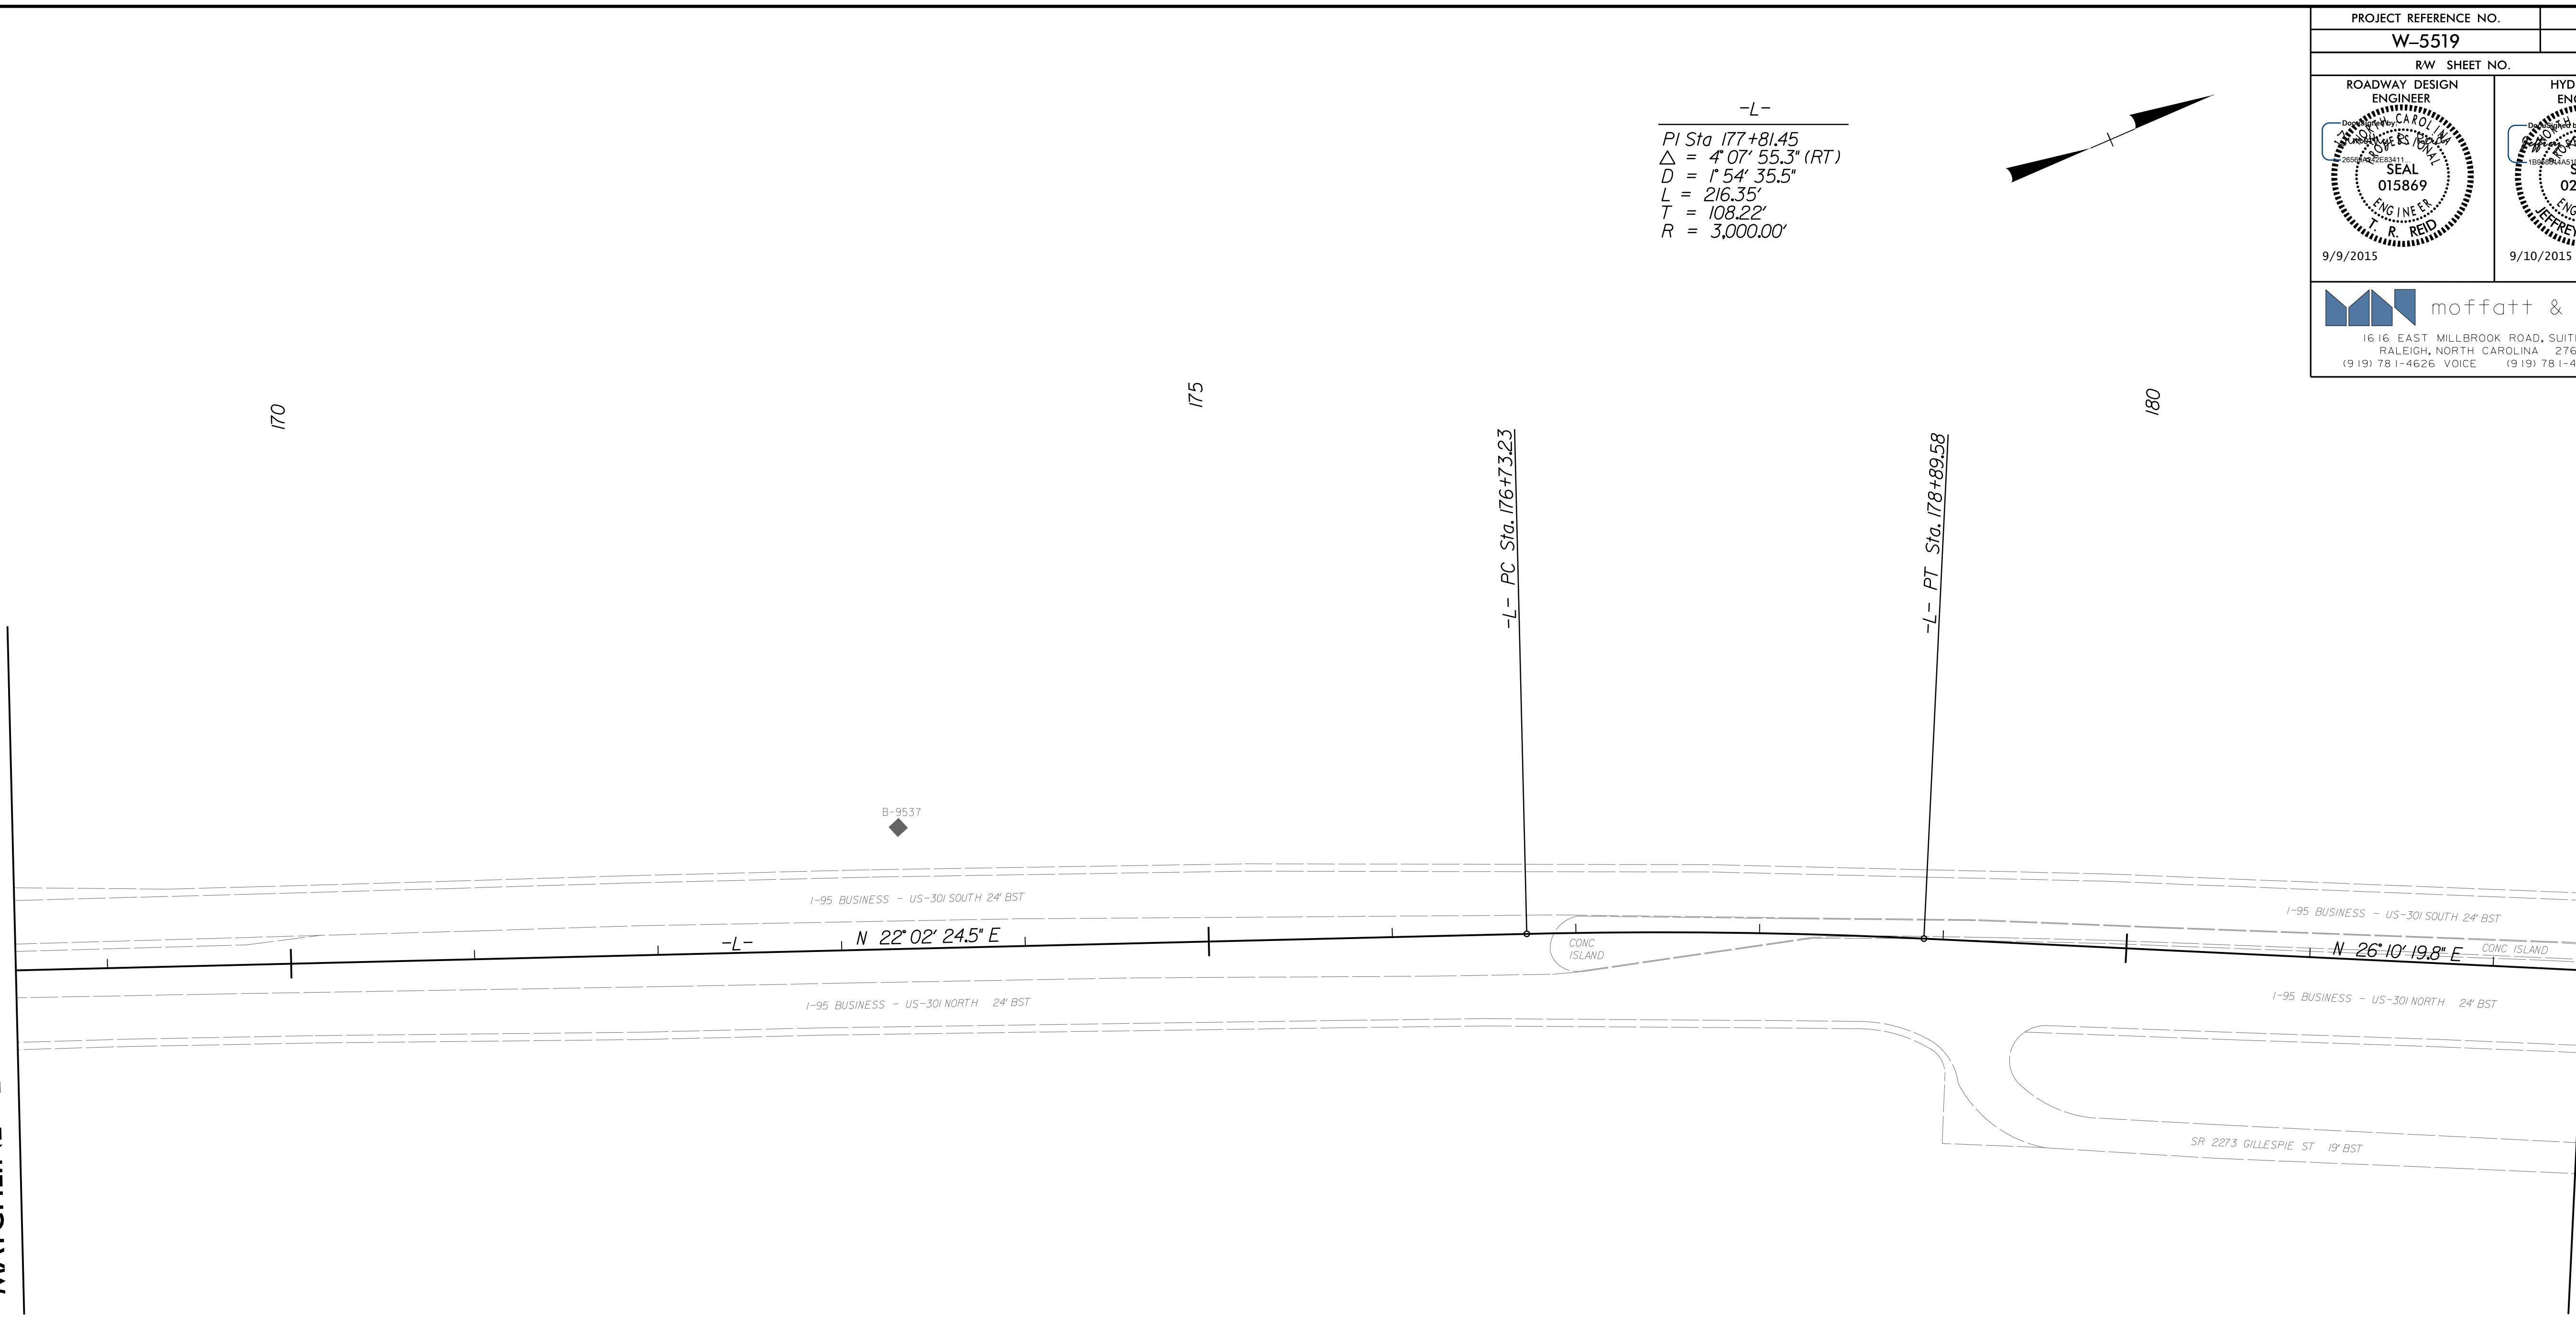 PROJECT REFERENCE NO.
W–5519
R/W SHEET NO.
ROADWAY DESIGN
ENGINEER
DocuSigned by:
NORTH CAROLINA
PROFESSIONAL
SEAL
015869
ENGINEER
T. R. REID
9/9/2015
JEFFREY
9/10/2015
moffatt &
1616 EAST MILLBROOK ROAD, SUIT
RALEIGH, NORTH CAROLINA 276
(919) 781-4626 VOICE (919) 781-4
-L-
PI Sta 177+81.45
△ = 4° 07' 55.3" (RT)
D = 1° 54' 35.5"
L = 216.35'
T = 108.22'
R = 3,000.00'
170
175
180
-L- PC Sta. 176+73.23
-L- PT Sta. 178+89.58
B-9537
I-95 BUSINESS - US-301 SOUTH 24' BST
I-95 BUSINESS - US-301 SOUTH 24' BST
-L-
N 22° 02' 24.5" E
CONC
ISLAND
N 26° 10' 19.8" E
CONC ISLAND
I-95 BUSINESS - US-301 NORTH 24' BST
I-95 BUSINESS - US-301 NORTH 24' BST
SR 2273 GILLESPIE ST 19' BST